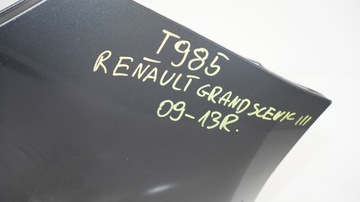 T985
RENAULT GRAND SCENIC III
09-13R.